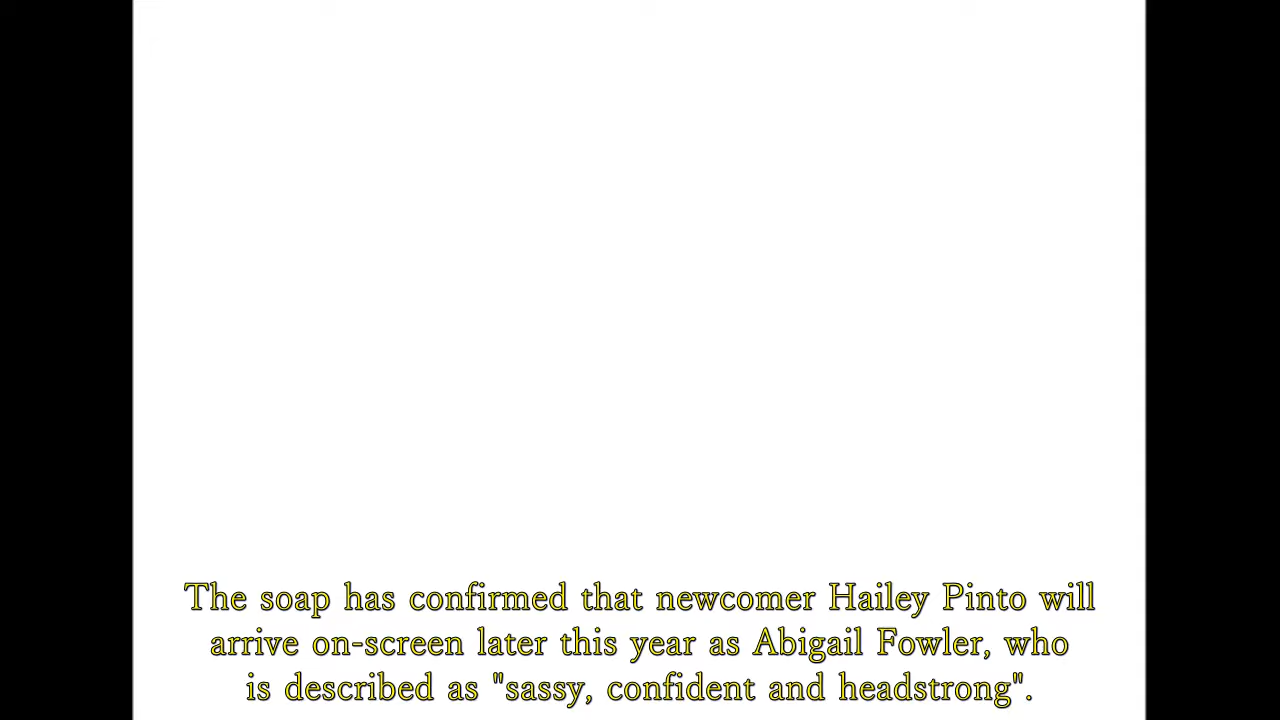 The soap has confirmed that newcomer Hailey Pinto will
arrive on-screen later this year as Abigail Fowler, who
is described as "sassy, confident and headstrong".